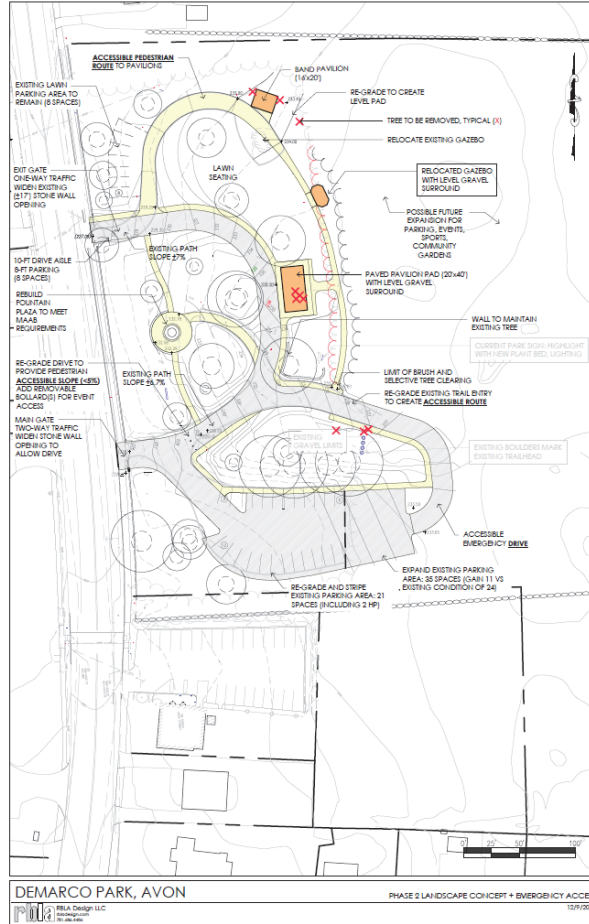 ACCESSIBLE PEDESTRIAN
ROUTE TO PAVILIONS
BAND PAVILION
(16'x20')
EXISTING LAWN
PARKING AREA TO
REMAIN (8 SPACES)
RE-GRADE TO CREATE
LEVEL PAD
TREE TO BE REMOVED, TYPICAL (X)
RELOCATE EXISTING GAZEBO
LAWN
SEATING
EXIT GATE
ONE-WAY TRAFFIC
WIDEN EXISTING
(±17') STONE WALL
OPENING
RELOCATED GAZEBO
WITH LEVEL GRAVEL
SURROUND
POSSIBLE FUTURE
EXPANSION FOR
PARKING, EVENTS,
SPORTS,
COMMUNITY
GARDENS
EXISTING PATH
SLOPE ±7%
10-FT DRIVE AISLE
8-FT PARKING
(8 SPACES)
PAVED PAVILION PAD (20'x40')
WITH LEVEL GRAVEL
SURROUND
REBUILD
FOUNTAIN
PLAZA TO MEET
MAAB
REQUIREMENTS
WALL TO MAINTAIN
EXISTING TREE
CURRENT PARK SIGN: HIGHLIGHT
WITH NEW PLANT BED, LIGHTING
RE-GRADE DRIVE TO
PROVIDE PEDESTRIAN
ACCESSIBLE SLOPE (<5%)
ADD REMOVABLE
BOLLARD(S) FOR EVENT
ACCESS
EXISTING PATH
SLOPE ±6.7%
LIMIT OF BRUSH AND
SELECTIVE TREE CLEARING
RE-GRADE EXISTING TRAIL ENTRY
TO CREATE ACCESSIBLE ROUTE
MAIN GATE
TWO-WAY TRAFFIC
WIDEN STONE WALL
OPENING TO
ALLOW DRIVE
EXISTING
GRAVEL LIMITS
EXISTING BOULDERS MARK
EXISTING TRAILHEAD
ACCESSIBLE
EMERGENCY DRIVE
EXPAND EXISTING PARKING
AREA: 35 SPACES (GAIN 11 VS
EXISTING CONDITION OF 24)
RE-GRADE AND STRIPE
EXISTING PARKING AREA: 21
SPACES (INCLUDING 2 HP)
0' 25' 50' 100'
DEMARCO PARK, AVON
PHASE 2 LANDSCAPE CONCEPT + EMERGENCY ACCE
rbla RBLA Design LLC
rbladesign.com
12/9/20